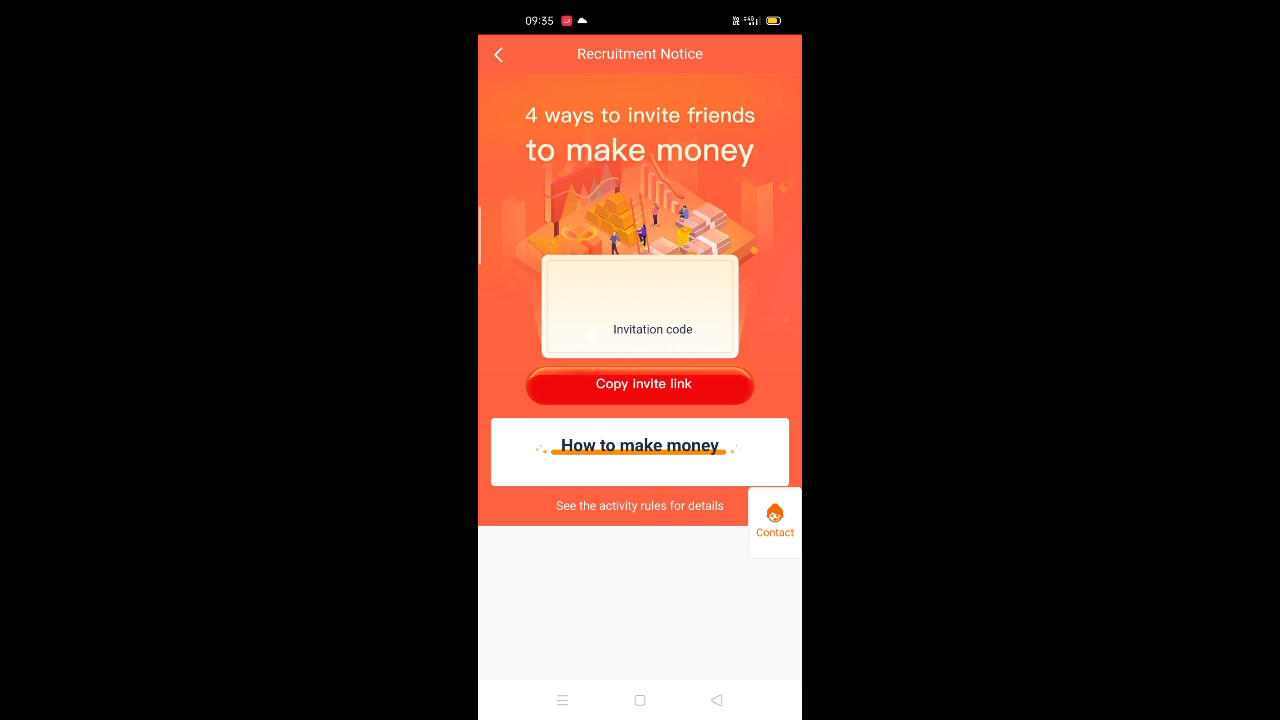 09:35
Recruitment Notice
4 ways to invite friends
to make money
Invitation code
Copy invite link
How to make money
See the activity rules for details
Contact